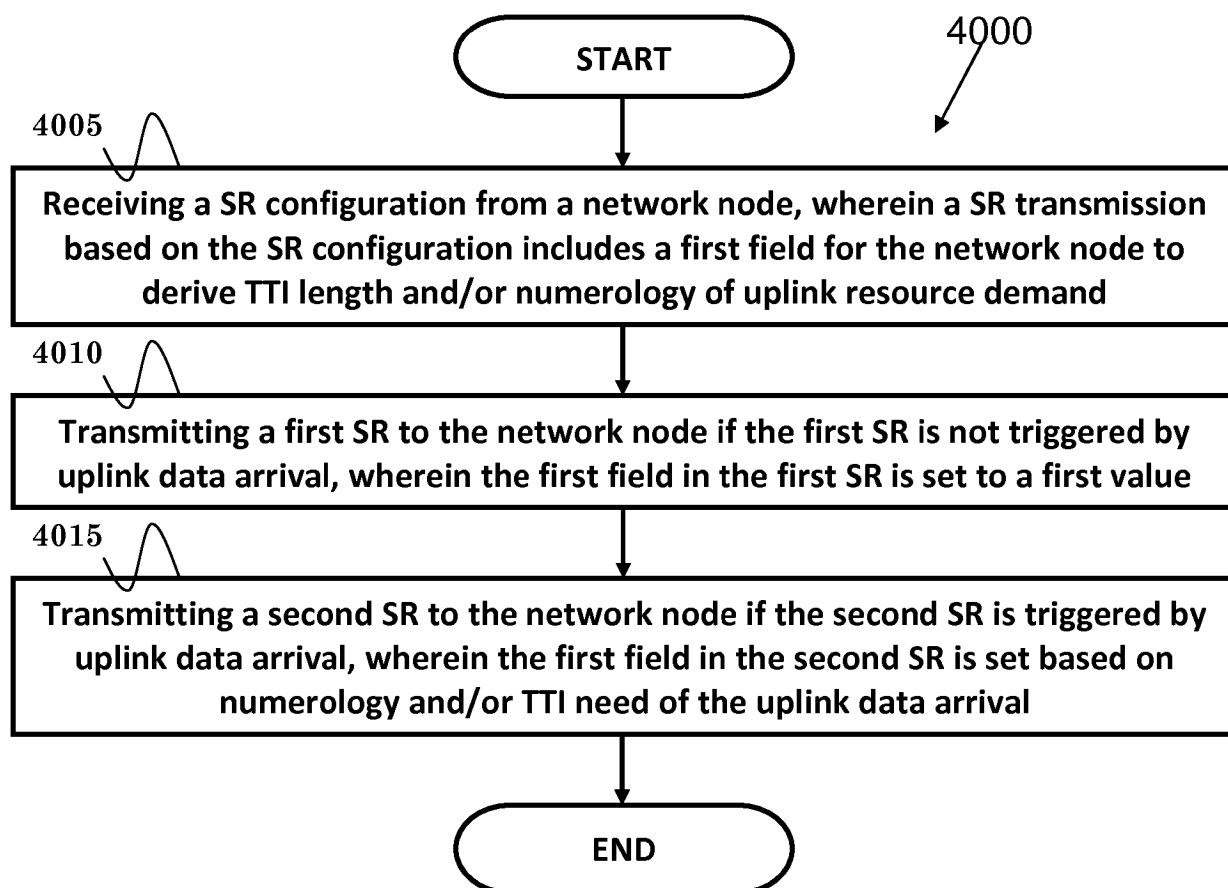 START
4000
4005
Receiving a SR configuration from a network node, wherein a SR transmission
based on the SR configuration includes a first field for the network node to
derive TTI length and/or numerology of uplink resource demand
4010
Transmitting a first SR to the network node if the first SR is not triggered by
uplink data arrival, wherein the first field in the first SR is set to a first value
4015
Transmitting a second SR to the network node if the second SR is triggered by
uplink data arrival, wherein the first field in the second SR is set based on
numerology and/or TTI need of the uplink data arrival
END